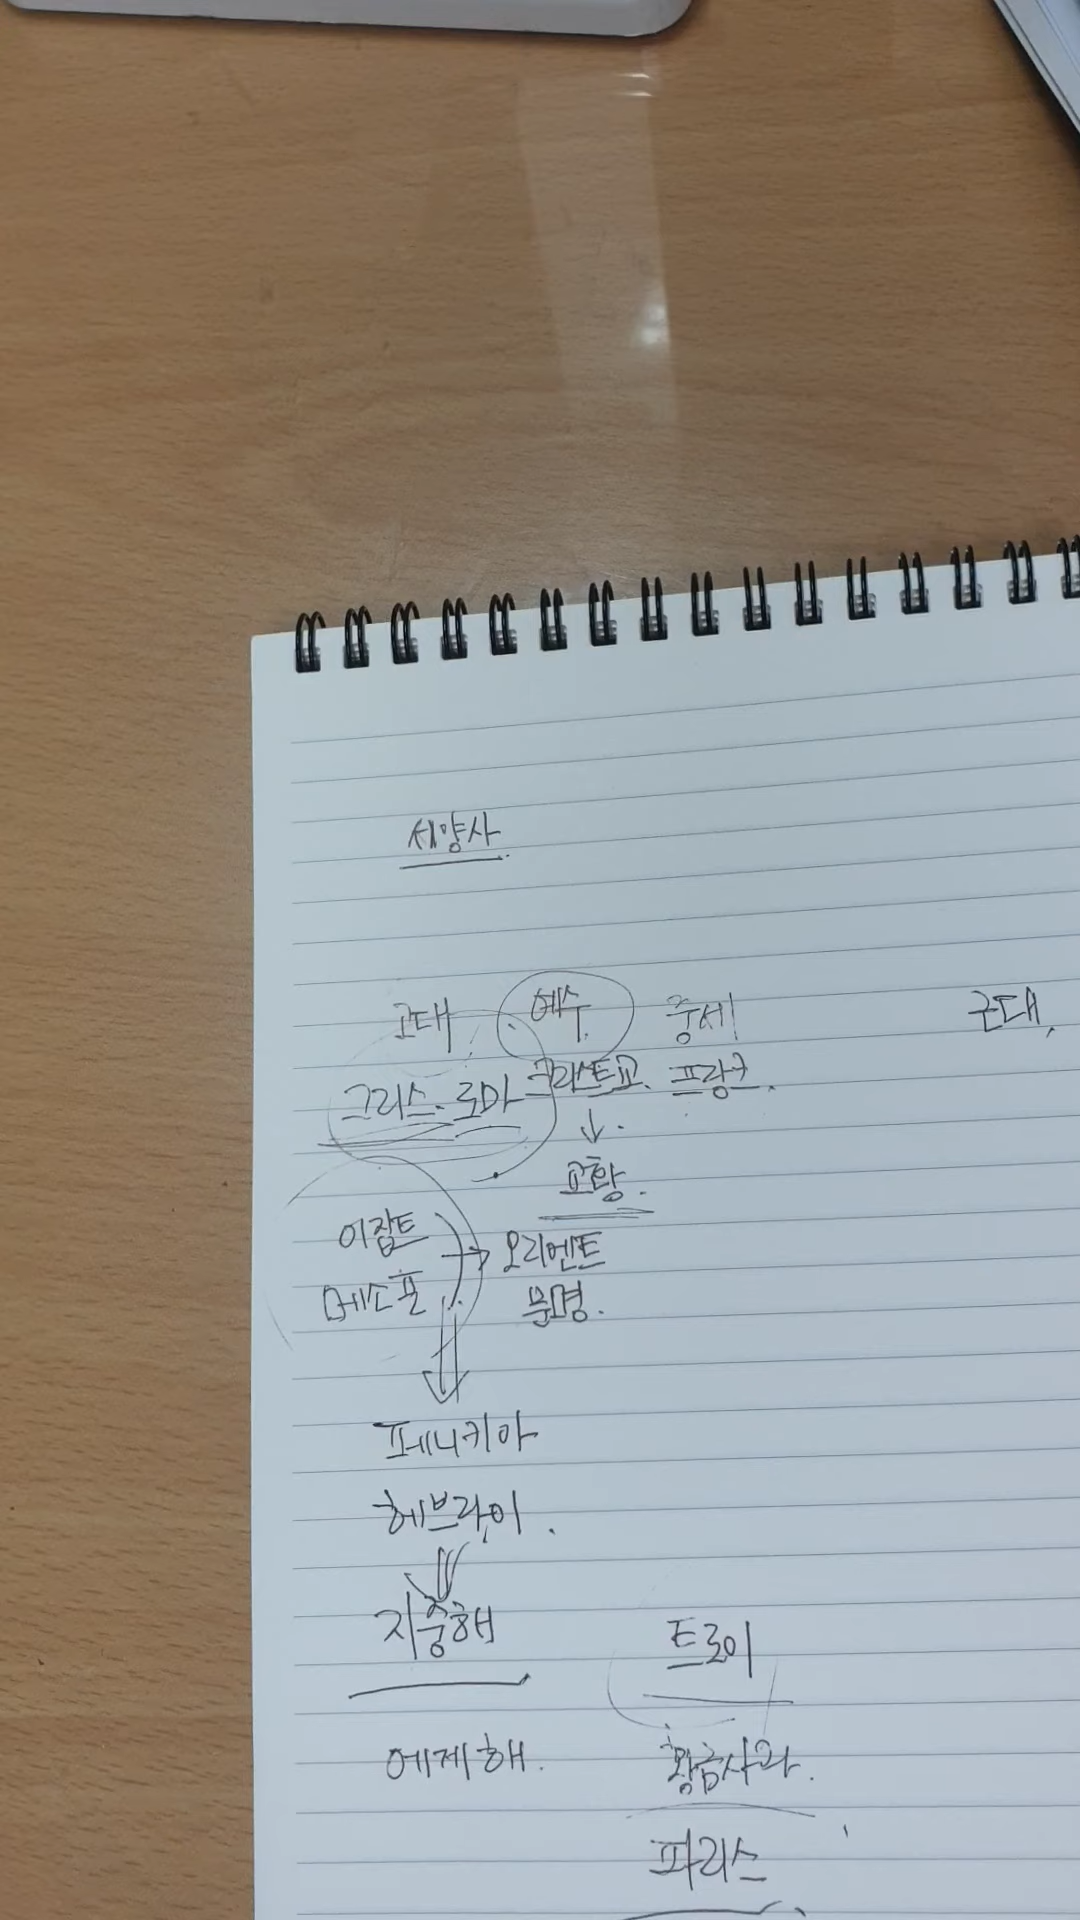 서양사.
고대 예수 중세 근대,
그리스. 로마 크리스트교. 프랑크.
↓.
교황.
이집트 → 오리엔트
메소포 문명.
페니키아
헤브라이.
지중해 트로이
에게해. 황금사과.
파리스